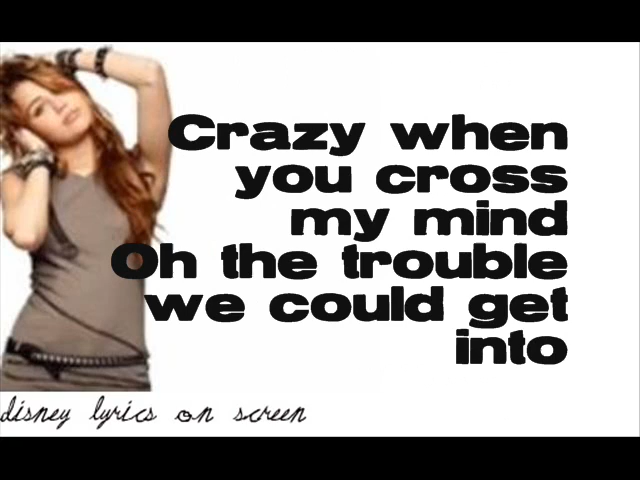 Crazy when
you cross
my mind
Oh the trouble
we could get
into
disney lyrics on screen